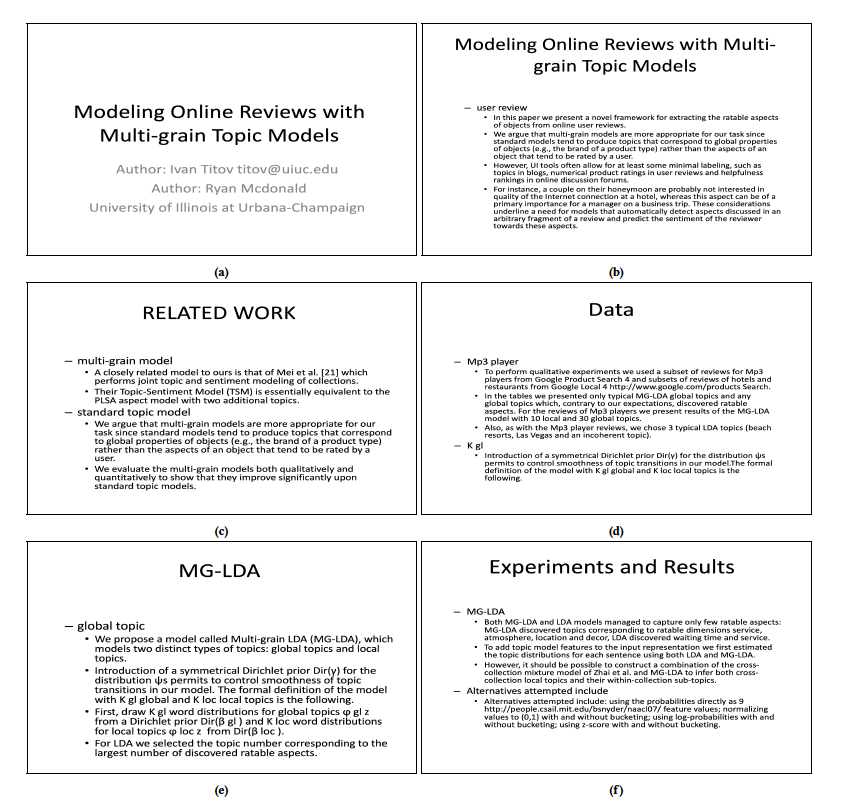 Modeling Online Reviews with
Multi-grain Topic Models
Author: Ivan Titov titov@uiuc.edu
Author: Ryan Mcdonald
University of Illinois at Urbana-Champaign
(a)
Modeling Online Reviews with Multi-
grain Topic Models
– user review
• In this paper we present a novel framework for extracting the ratable aspects
of objects from online user reviews.
• We argue that multi-grain models are more appropriate for our task since
standard models tend to produce topics that correspond to global properties
of objects (e.g., the brand of a product type) rather than the aspects of an
object that tend to be rated by a user.
• However, UI tools often allow for at least some minimal labeling, such as
topics in blogs, numerical product ratings in user reviews and helpfulness
rankings in online discussion forums.
• For instance, a couple on their honeymoon are probably not interested in
quality of the Internet connection at a hotel, whereas this aspect can be of a
primary importance for a manager on a business trip. These considerations
underline a need for models that automatically detect aspects discussed in an
arbitrary fragment of a review and predict the sentiment of the reviewer
towards these aspects.
(b)
RELATED WORK
– multi-grain model
• A closely related model to ours is that of Mei et al. [21] which
performs joint topic and sentiment modeling of collections.
• Their Topic-Sentiment Model (TSM) is essentially equivalent to the
PLSA aspect model with two additional topics.
– standard topic model
• We argue that multi-grain models are more appropriate for our
task since standard models tend to produce topics that correspond
to global properties of objects (e.g., the brand of a product type)
rather than the aspects of an object that tend to be rated by a
user.
• We evaluate the multi-grain models both qualitatively and
quantitatively to show that they improve significantly upon
standard topic models.
(c)
Data
– Mp3 player
• To perform qualitative experiments we used a subset of reviews for Mp3
players from Google Product Search 4 and subsets of reviews of hotels and
restaurants from Google Local 4 http://www.google.com/products Search.
• In the tables we presented only typical MG-LDA global topics and any
global topics which, contrary to our expectations, discovered ratable
aspects. For the reviews of Mp3 players we present results of the MG-LDA
model with 10 local and 30 global topics.
• Also, as with the Mp3 player reviews, we chose 3 typical LDA topics (beach
resorts, Las Vegas and an incoherent topic).
– K gl
• Introduction of a symmetrical Dirichlet prior Dir(γ) for the distribution ψs
permits to control smoothness of topic transitions in our model.The formal
definition of the model with K gl global and K loc local topics is the
following.
(d)
MG-LDA
– global topic
• We propose a model called Multi-grain LDA (MG-LDA), which
models two distinct types of topics: global topics and local
topics.
• Introduction of a symmetrical Dirichlet prior Dir(γ) for the
distribution ψs permits to control smoothness of topic
transitions in our model. The formal definition of the model
with K gl global and K loc local topics is the following.
• First, draw K gl word distributions for global topics φ gl z
from a Dirichlet prior Dir(β gl ) and K loc word distributions
for local topics φ loc z from Dir(β loc ).
• For LDA we selected the topic number corresponding to the
largest number of discovered ratable aspects.
(e)
Experiments and Results
– MG-LDA
• Both MG-LDA and LDA models managed to capture only few ratable aspects:
MG-LDA discovered topics corresponding to ratable dimensions service,
atmosphere, location and decor, LDA discovered waiting time and service.
• To add topic model features to the input representation we first estimated
the topic distributions for each sentence using both LDA and MG-LDA.
• However, it should be possible to construct a combination of the cross-
collection mixture model of Zhai et al. and MG-LDA to infer both cross-
collection local topics and their within-collection sub-topics.
– Alternatives attempted include
• Alternatives attempted include: using the probabilities directly as 9
http://people.csail.mit.edu/bsnyder/naacl07/ feature values; normalizing
values to (0,1) with and without bucketing; using log-probabilities with and
without bucketing; using z-score with and without bucketing.
(f)